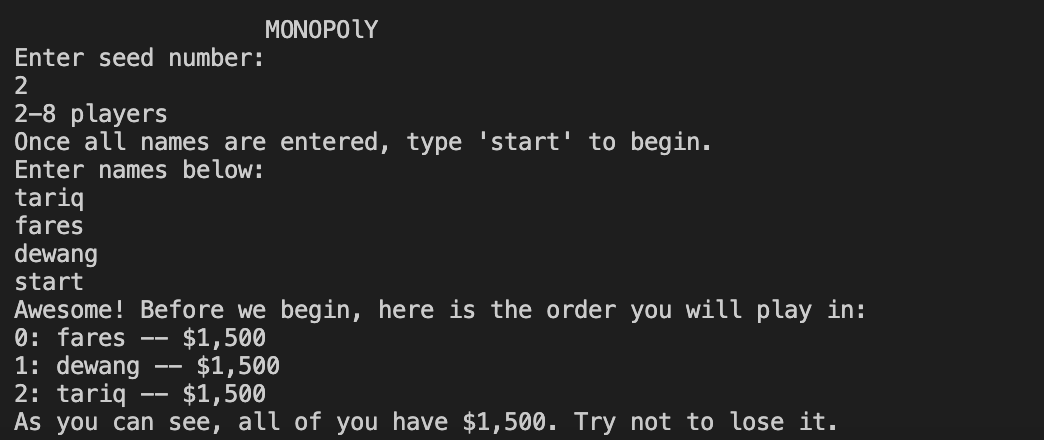 MONOPOlY
Enter seed number:
2
2-8 players
Once all names are entered, type 'start' to begin.
Enter names below:
tariq
fares
dewang
start
Awesome! Before we begin, here is the order you will play in:
0: fares -- $1,500
1: dewang -- $1,500
2: tariq -- $1,500
As you can see, all of you have $1,500. Try not to lose it.